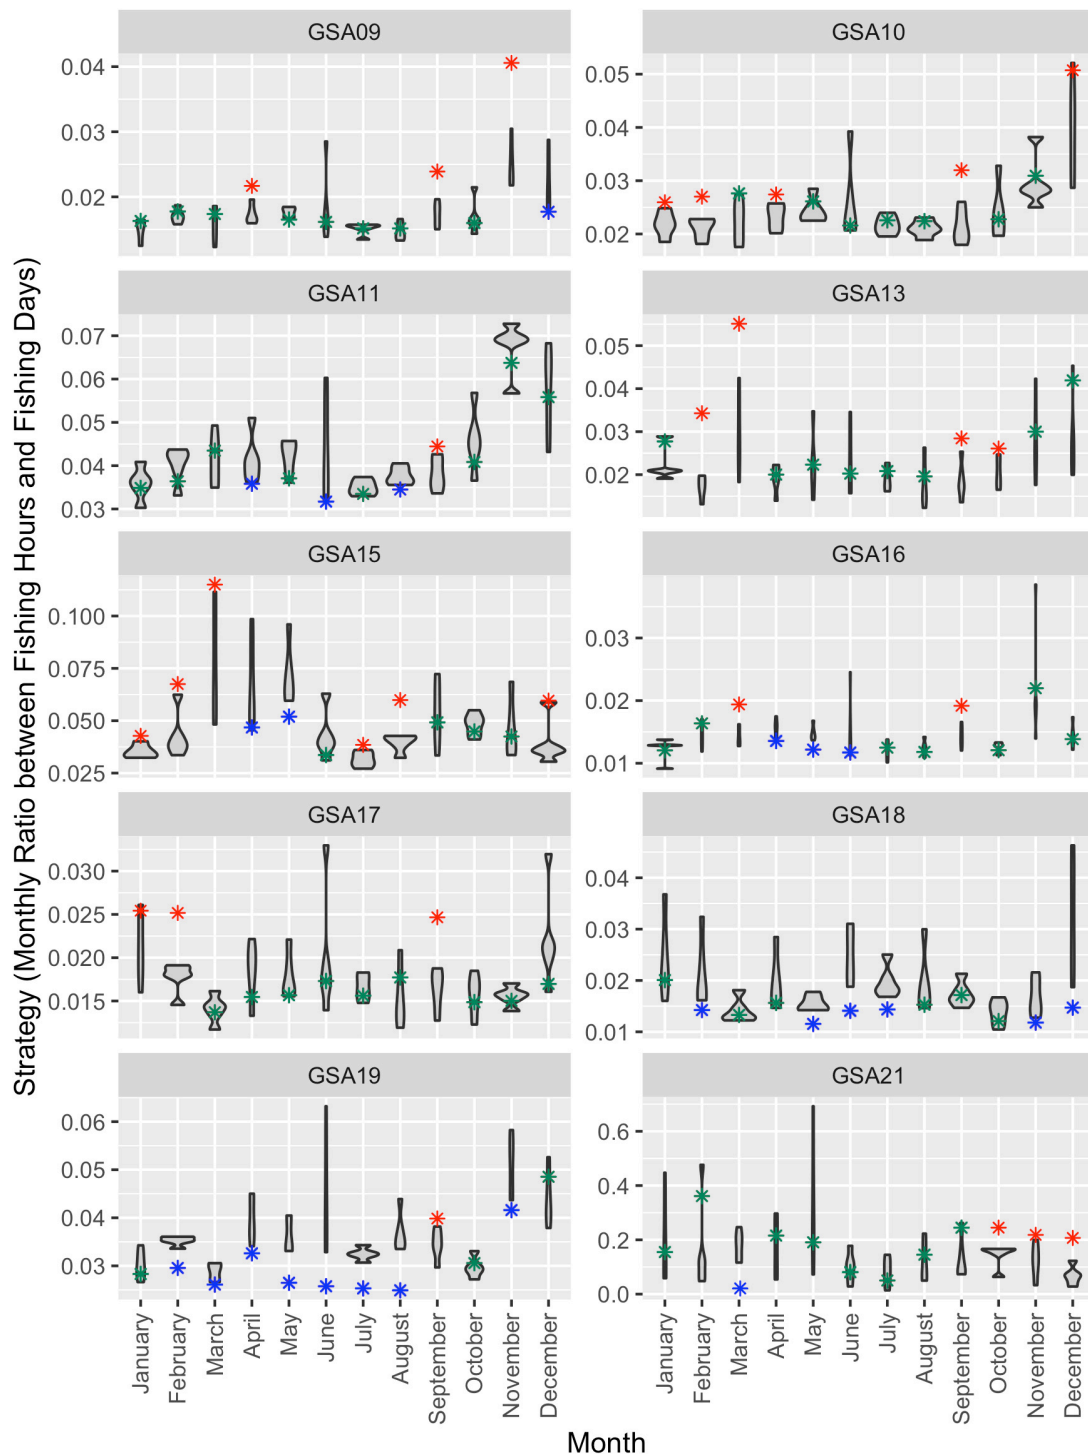 Strategy (Monthly Ratio between Fishing Hours and Fishing Days)
GSA09
0.04
0.03
0.02
GSA10
0.05
0.04
0.03
0.02
GSA11
0.07
0.06
0.05
0.04
0.03
GSA13
0.05
0.04
0.03
0.02
GSA15
0.100
0.075
0.050
0.025
GSA16
0.03
0.02
0.01
GSA17
0.030
0.025
0.020
0.015
GSA18
0.04
0.03
0.02
0.01
GSA19
0.06
0.05
0.04
0.03
GSA21
0.6
0.4
0.2
0.0
January
February
March
April
May
June
July
August
September
October
November
December
January
February
March
April
May
June
July
August
September
October
November
December
Month